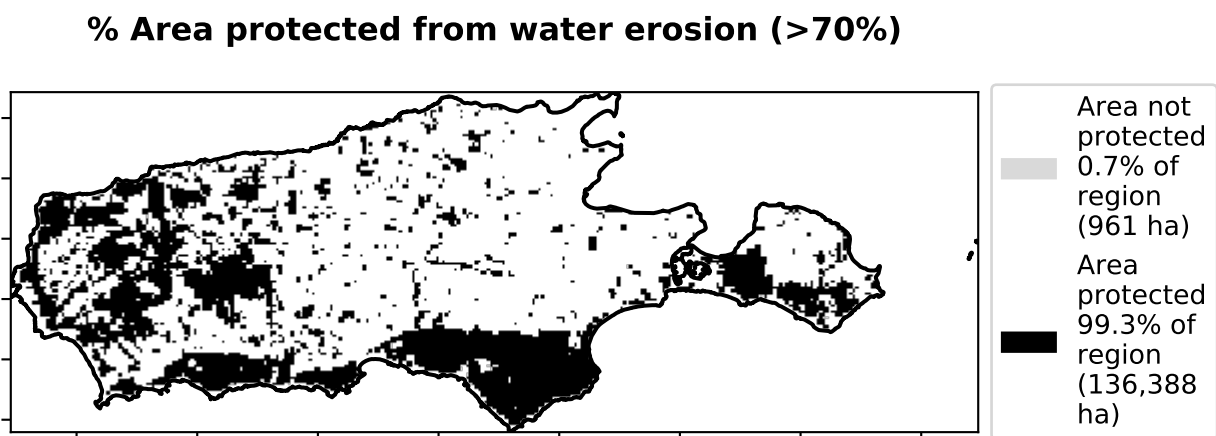 % Area protected from water erosion (>70%)
Area not
protected
0.7% of
region
(961 ha)
Area
protected
99.3% of
region
(136,388
ha)